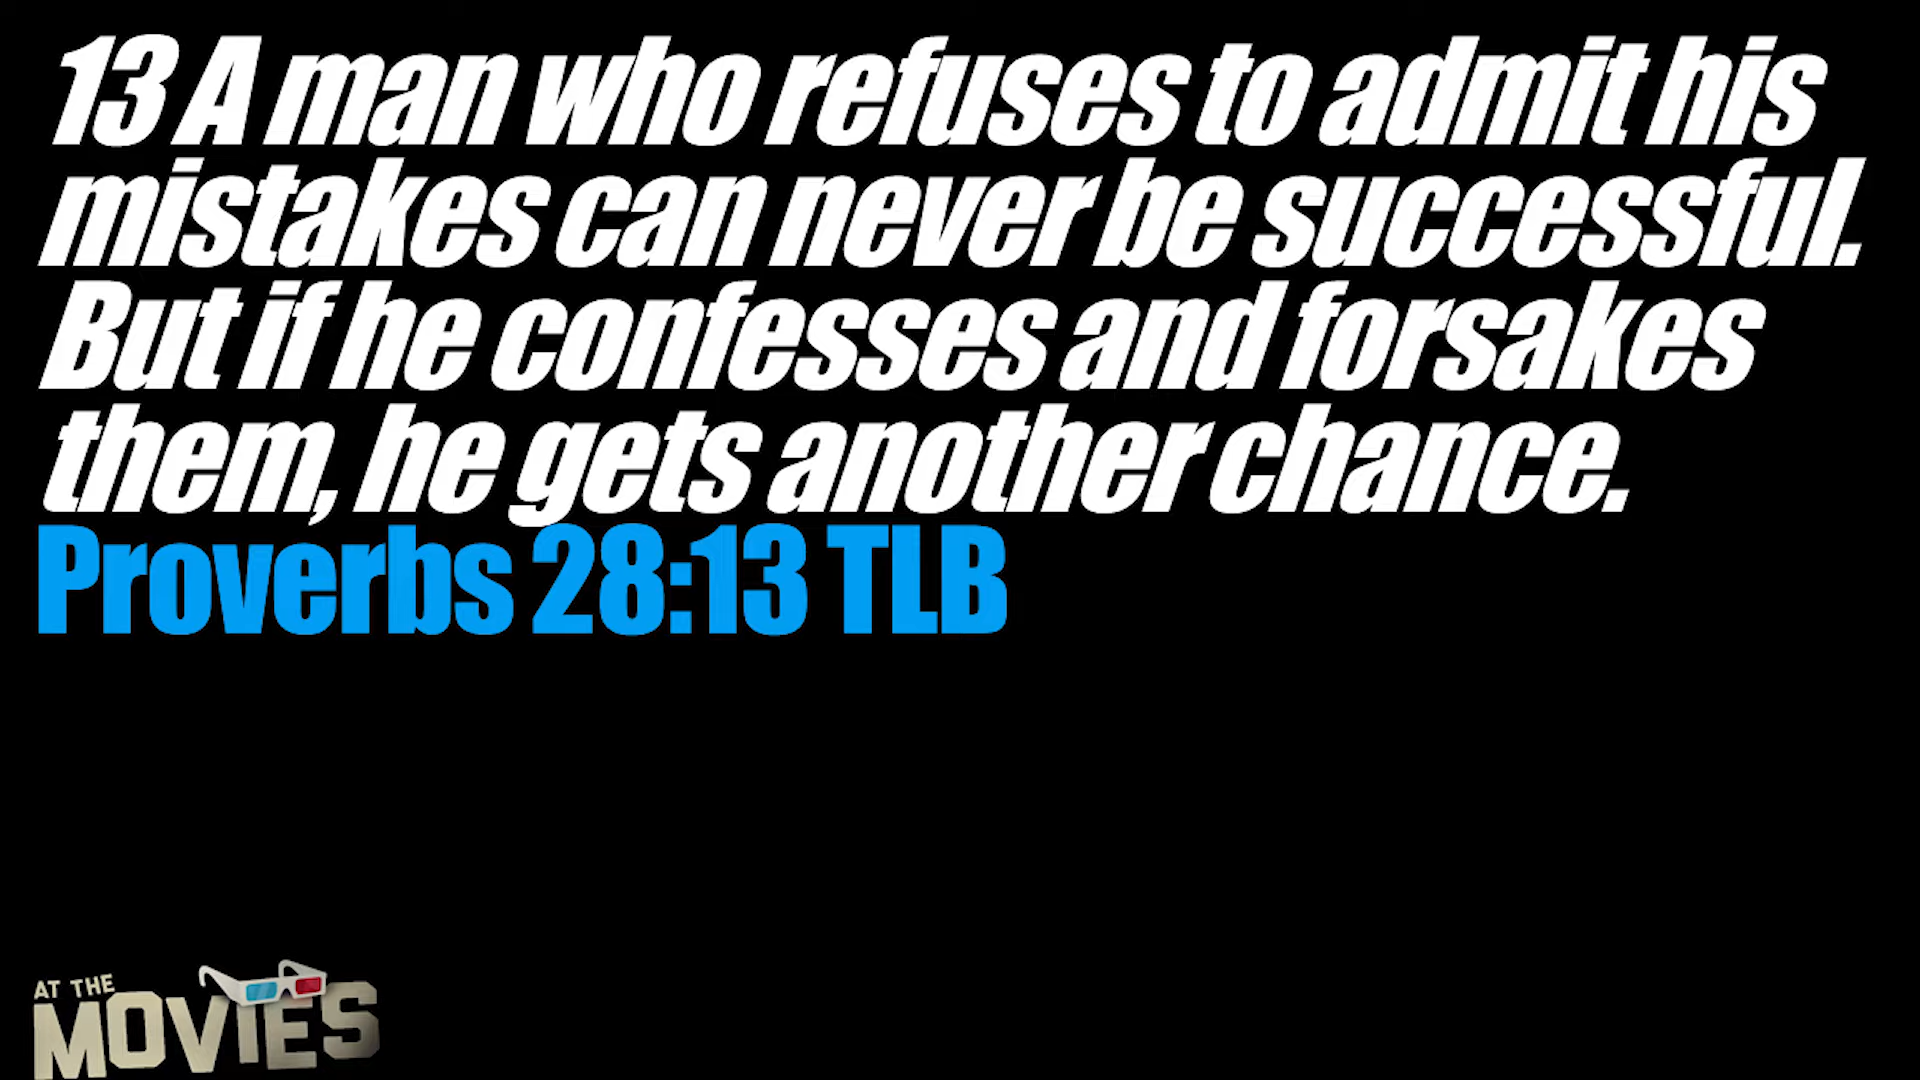 13 A man who refuses to admit his
mistakes can never be successful.
But if he confesses and forsakes
them, he gets another chance.
Proverbs 28:13 TLB
AT THE
MOVIES